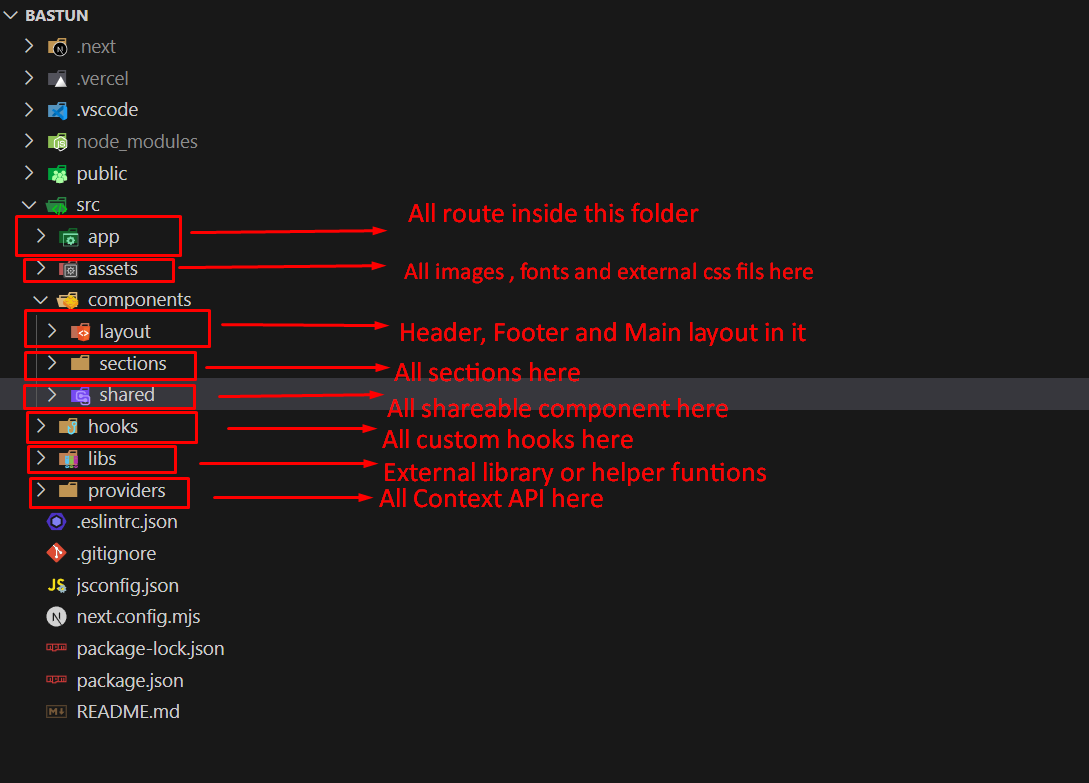 BASTUN
.next
.vercel
.vscode
node_modules
public
src
All route inside this folder
app
assets
All images , fonts and external css fils here
components
layout
Header, Footer and Main layout in it
sections
All sections here
shared
All shareable component here
hooks
All custom hooks here
libs
External library or helper funtions
providers
All Context API here
.eslintrc.json
.gitignore
JS jsconfig.json
N next.config.mjs
package-lock.json
package.json
M↓ README.md